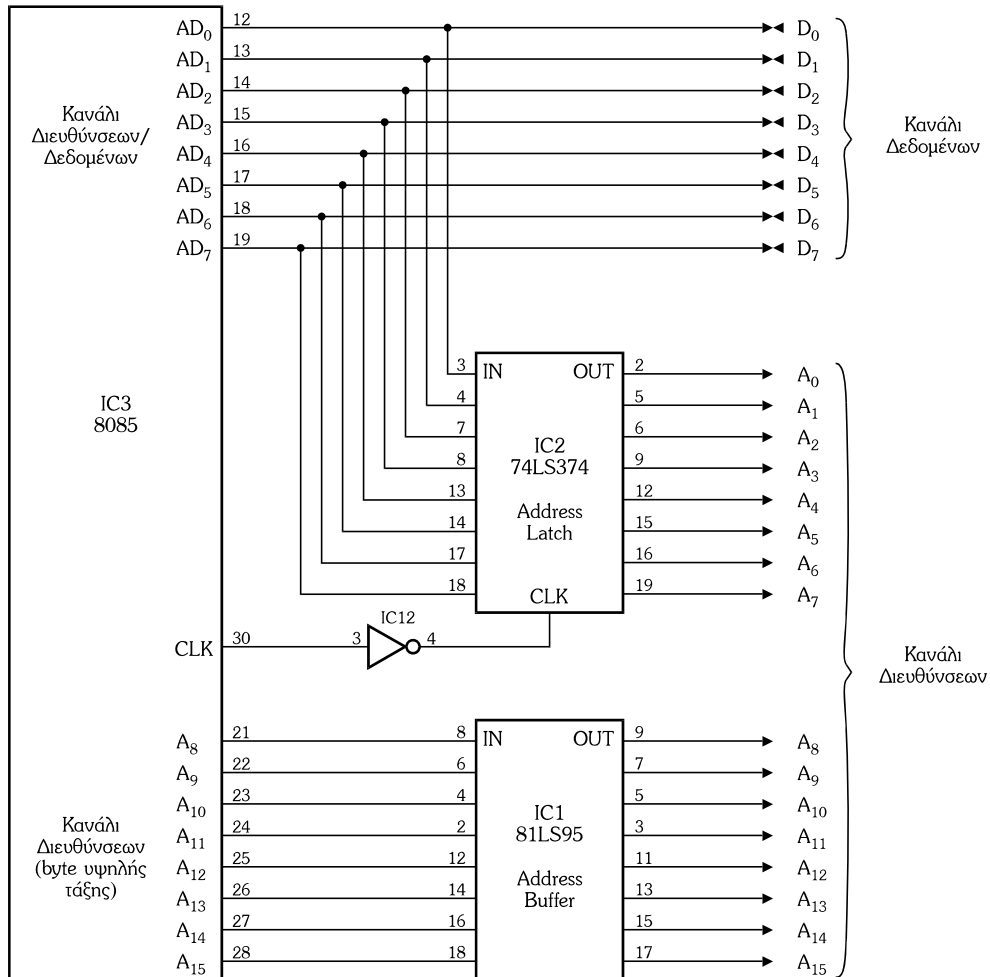 AD0 12 D0
AD1 13 D1
AD2 14 D2
AD3 15 D3
AD4 16 D4
AD5 17 D5
AD6 18 D6
AD7 19 D7
Κανάλι
Διευθύνσεων/
Δεδομένων
Κανάλι
Δεδομένων
IC3
8085
3 IN OUT 2 A0
4 5 A1
7 6 A2
8 9 A3
13 12 A4
14 15 A5
17 16 A6
18 19 A7
IC2
74LS374
Address
Latch
CLK
IC12
CLK 30 3 4
Κανάλι
Διευθύνσεων
A8 21 8 IN OUT 9 A8
A9 22 6 7 A9
A10 23 4 5 A10
A11 24 2 3 A11
A12 25 12 11 A12
A13 26 14 13 A13
A14 27 16 15 A14
A15 28 18 17 A15
Κανάλι
Διευθύνσεων
(byte υψηλής
τάξης)
IC1
81LS95
Address
Buffer